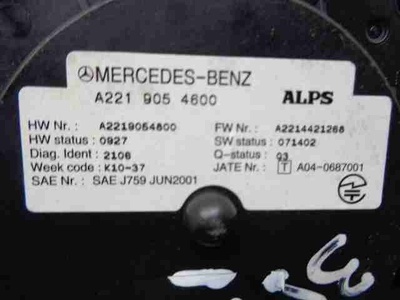 MERCEDES-BENZ
A221 905 4600 ALPS
HW Nr. : A2219054600 FW Nr. : A2214421268
HW status : 0927 SW status : 071402
Diag. Ident : 2106 Q-status : 03
Week code : K10-37 JATE Nr. : T A04-0687001
SAE Nr. : SAE J759 JUN2001